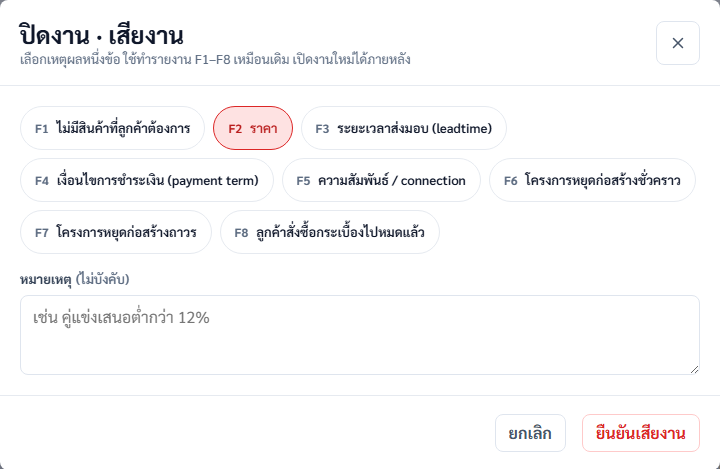 ปิดงาน · เสียงาน
เลือกเหตุผลหนึ่งข้อ ใช้ทำรายงาน F1–F8 เหมือนเดิม เปิดงานใหม่ได้ภายหลัง
F1 ไม่มีสินค้าที่ลูกค้าต้องการ F2 ราคา F3 ระยะเวลาส่งมอบ (leadtime)
F4 เงื่อนไขการชำระเงิน (payment term) F5 ความสัมพันธ์ / connection F6 โครงการหยุดก่อสร้างชั่วคราว
F7 โครงการหยุดก่อสร้างถาวร F8 ลูกค้าสั่งซื้อกระเบื้องไปหมดแล้ว
หมายเหตุ (ไม่บังคับ)
เช่น คู่แข่งเสนอต่ำกว่า 12%
ยกเลิก ยืนยันเสียงาน